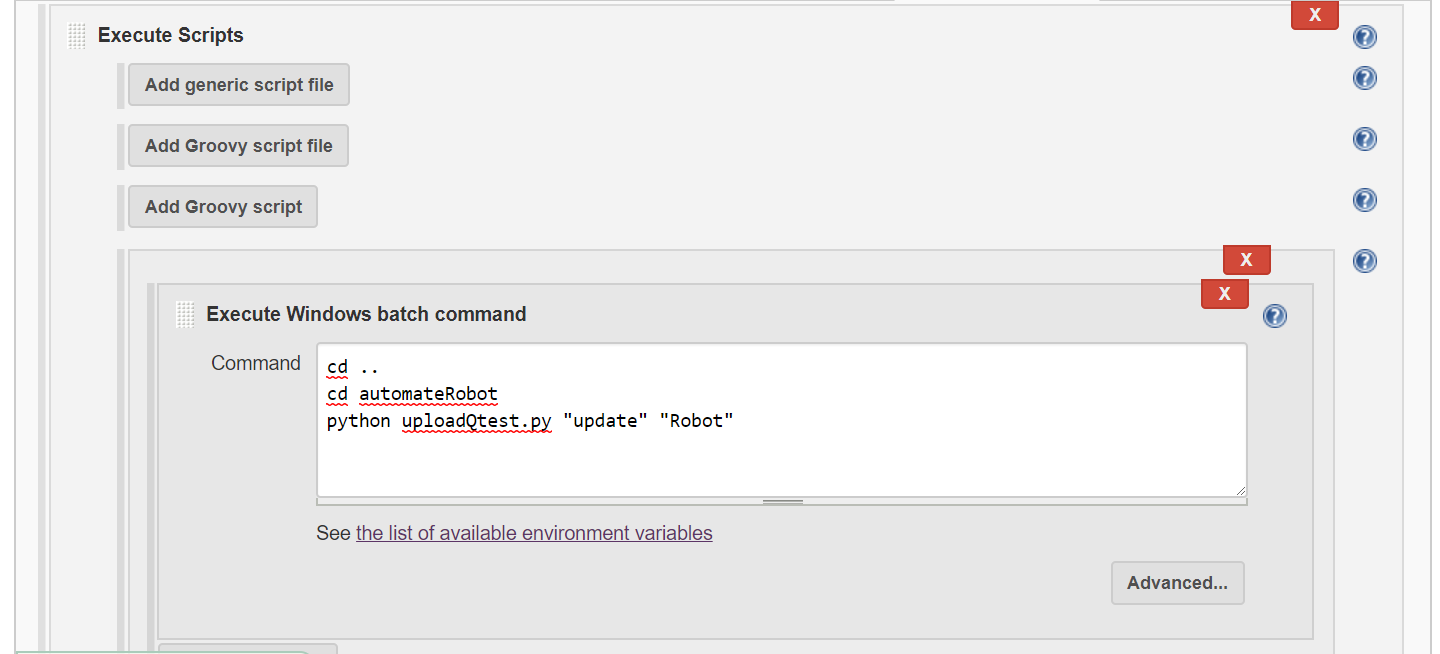 X
Execute Scripts
Add generic script file
Add Groovy script file
Add Groovy script
X
X
Execute Windows batch command
Command
cd ..
cd automateRobot
python uploadQtest.py "update" "Robot"
See the list of available environment variables
Advanced...